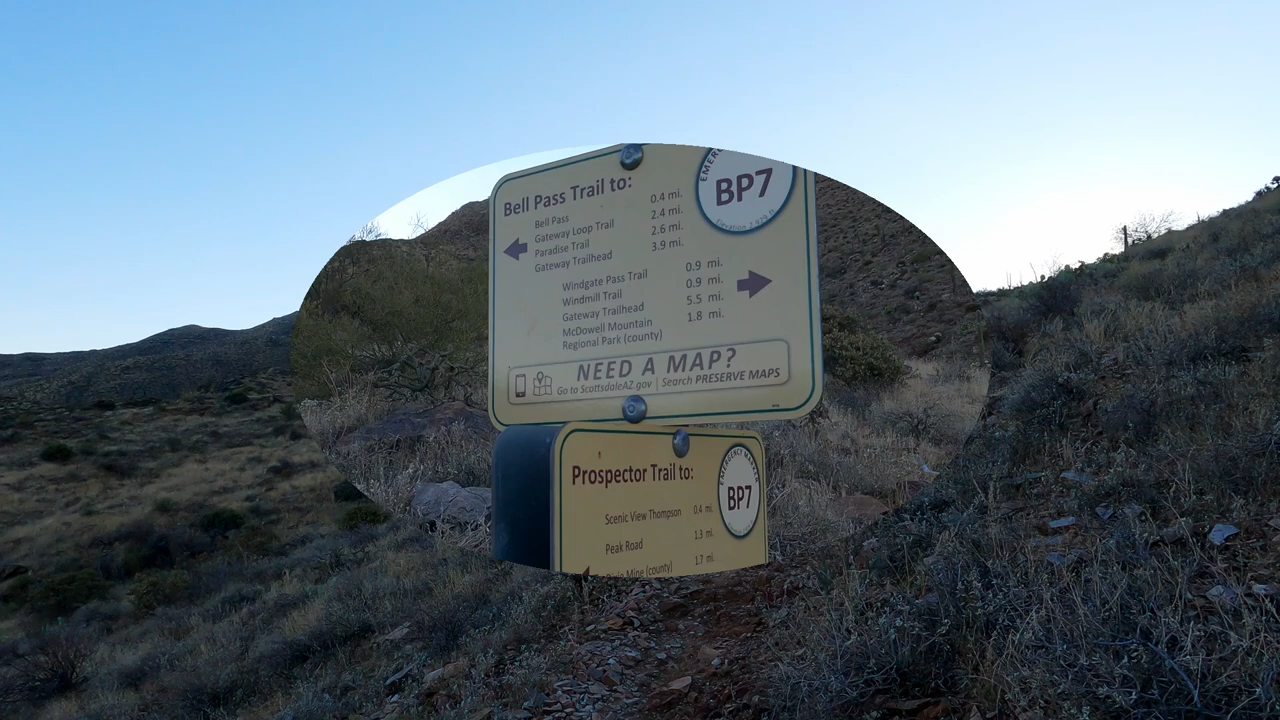 Bell Pass Trail to:
Bell Pass 0.4 mi.
Gateway Loop Trail 2.4 mi.
Paradise Trail 2.6 mi.
Gateway Trailhead 3.9 mi.
Windgate Pass Trail 0.9 mi.
Windmill Trail 0.9 mi.
Gateway Trailhead 5.5 mi.
McDowell Mountain 1.8 mi.
Regional Park (county)
BP7
NEED A MAP?
Go to ScottsdaleAZ.gov | Search PRESERVE MAPS
Prospector Trail to:
Scenic View Thompson 0.4 mi.
Peak Road 1.3 mi.
Mine (county) 1.7 mi.
EMERGENCY MARKER
BP7